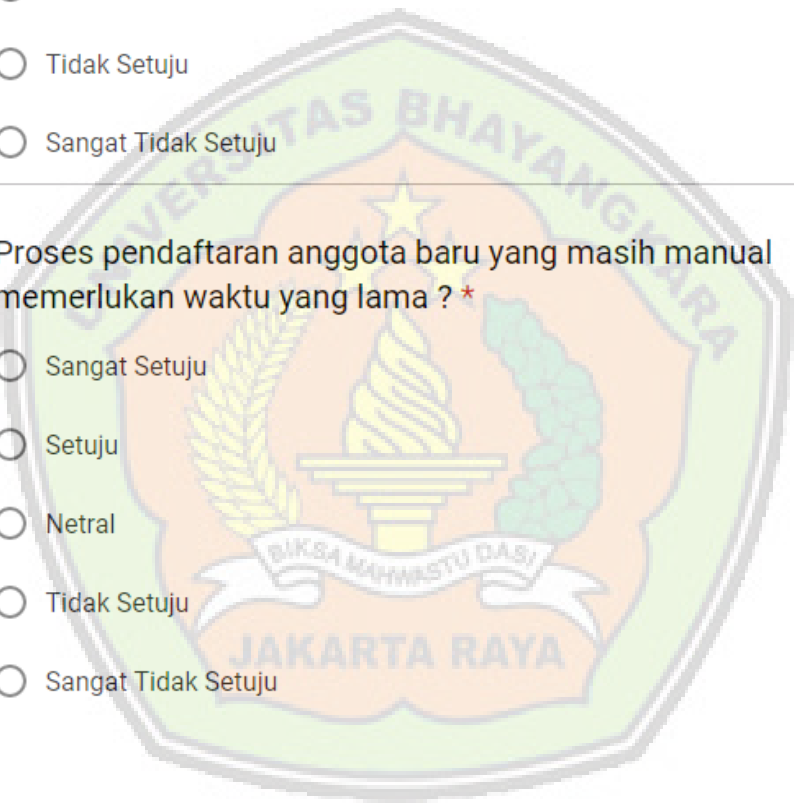 Tidak Setuju
Sangat Tidak Setuju
UNIVERSITAS BHAYANGKARA
Proses pendaftaran anggota baru yang masih manual
memerlukan waktu yang lama ? *
Sangat Setuju
Setuju
Netral
BIKSA MAHWASTU DASI
Tidak Setuju
JAKARTA RAYA
Sangat Tidak Setuju